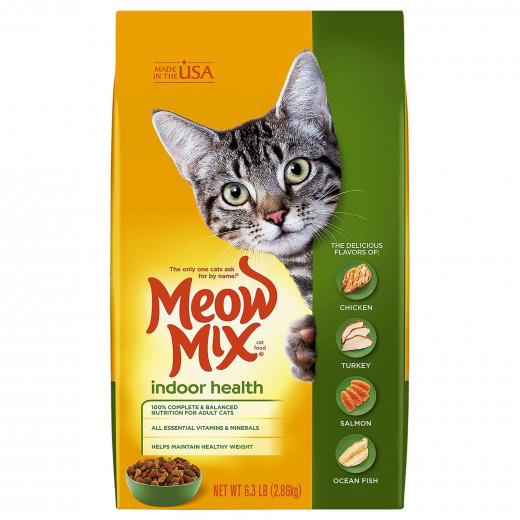 MADE
IN THE USA
The only one cats ask
for by name!®
Meow
Mix®
cat
food
indoor health
100% COMPLETE & BALANCED
NUTRITION FOR ADULT CATS
ALL ESSENTIAL VITAMINS & MINERALS
HELPS MAINTAIN HEALTHY WEIGHT
NET WT 6.3 LB (2.86kg)
THE DELICIOUS
FLAVORS OF:
CHICKEN
TURKEY
SALMON
OCEAN FISH